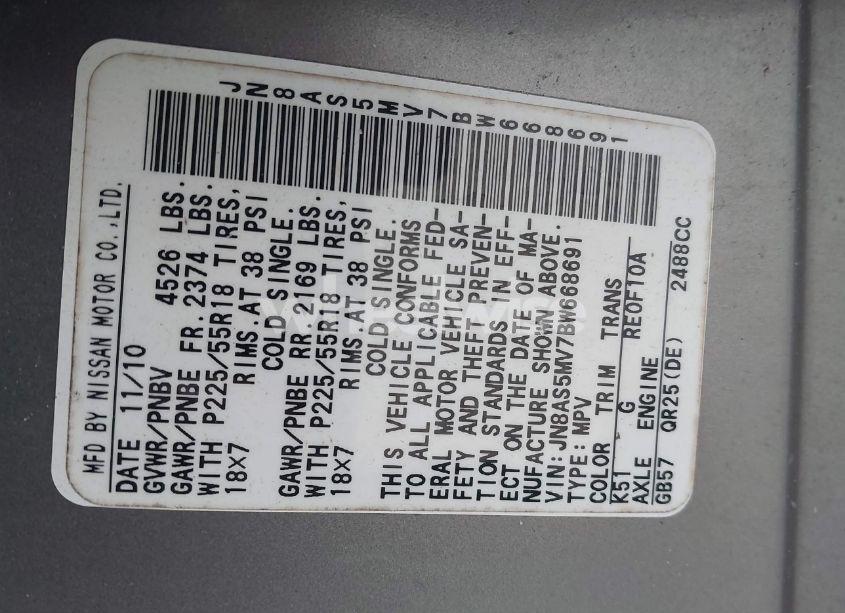 MFD BY NISSAN MOTOR CO.,LTD.
DATE 11/10
GVWR/PNBV 4526 LBS.
GAWR/PNBE FR.2374 LBS.
WITH P225/55R18 TIRES,
18X7 RIMS.AT 38 PSI
COLD SINGLE.
GAWR/PNBE RR.2169 LBS.
WITH P225/55R18 TIRES,
18X7 RIMS.AT 38 PSI
COLD SINGLE.
THIS VEHICLE CONFORMS
TO ALL APPLICABLE FED-
ERAL MOTOR VEHICLE SA-
FETY AND THEFT PREVEN-
TION STANDARDS IN EFF-
ECT ON THE DATE OF MA-
NUFACTURE SHOWN ABOVE.
VIN:JN8AS5MV7BW668691
TYPE:MPV
COLOR TRIM TRANS
K51 G RE0F10A
AXLE ENGINE
GB57 QR25(DE) 2488CC
JN8AS5MV7BW668691